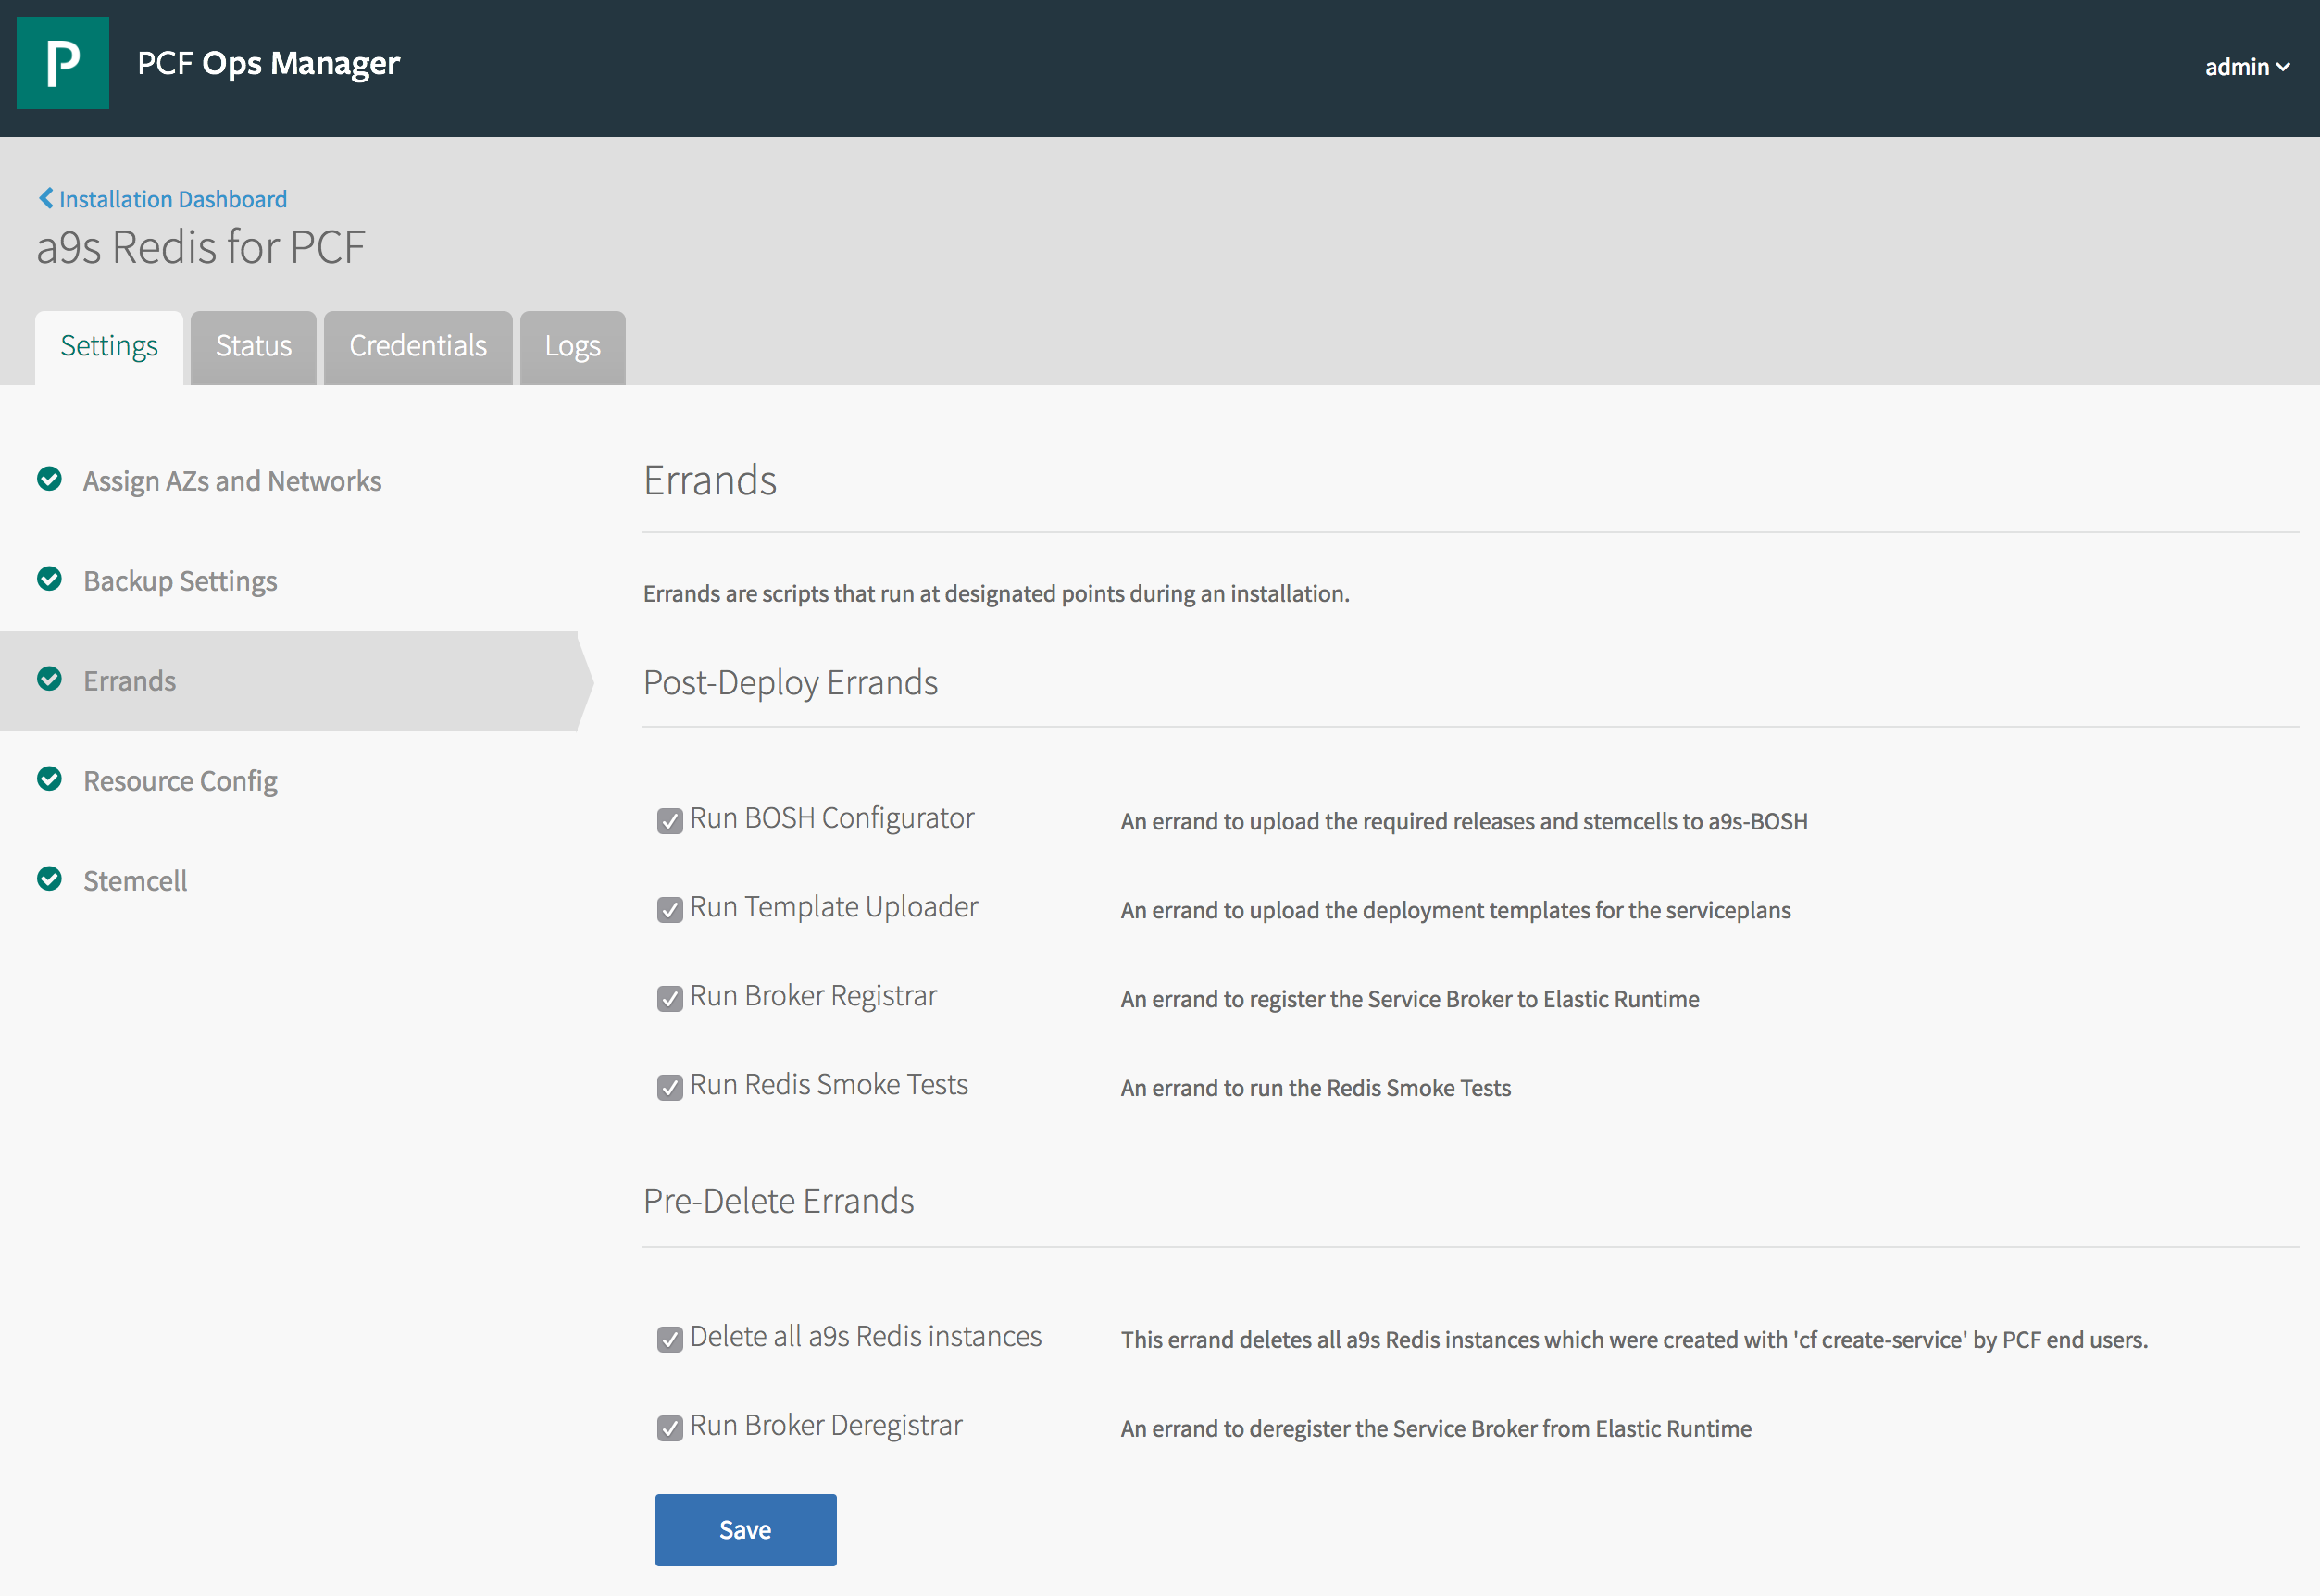 P
PCF Ops Manager
admin
Installation Dashboard
a9s Redis for PCF
Settings
Status
Credentials
Logs
Assign AZs and Networks
Backup Settings
Errands
Resource Config
Stemcell
Errands
Errands are scripts that run at designated points during an installation.
Post-Deploy Errands
Run BOSH Configurator
An errand to upload the required releases and stemcells to a9s-BOSH
Run Template Uploader
An errand to upload the deployment templates for the serviceplans
Run Broker Registrar
An errand to register the Service Broker to Elastic Runtime
Run Redis Smoke Tests
An errand to run the Redis Smoke Tests
Pre-Delete Errands
Delete all a9s Redis instances
This errand deletes all a9s Redis instances which were created with 'cf create-service' by PCF end users.
Run Broker Deregistrar
An errand to deregister the Service Broker from Elastic Runtime
Save